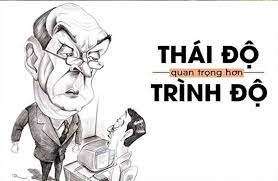 THÁI ĐỘ
quan trọng hơn
TRÌNH ĐỘ